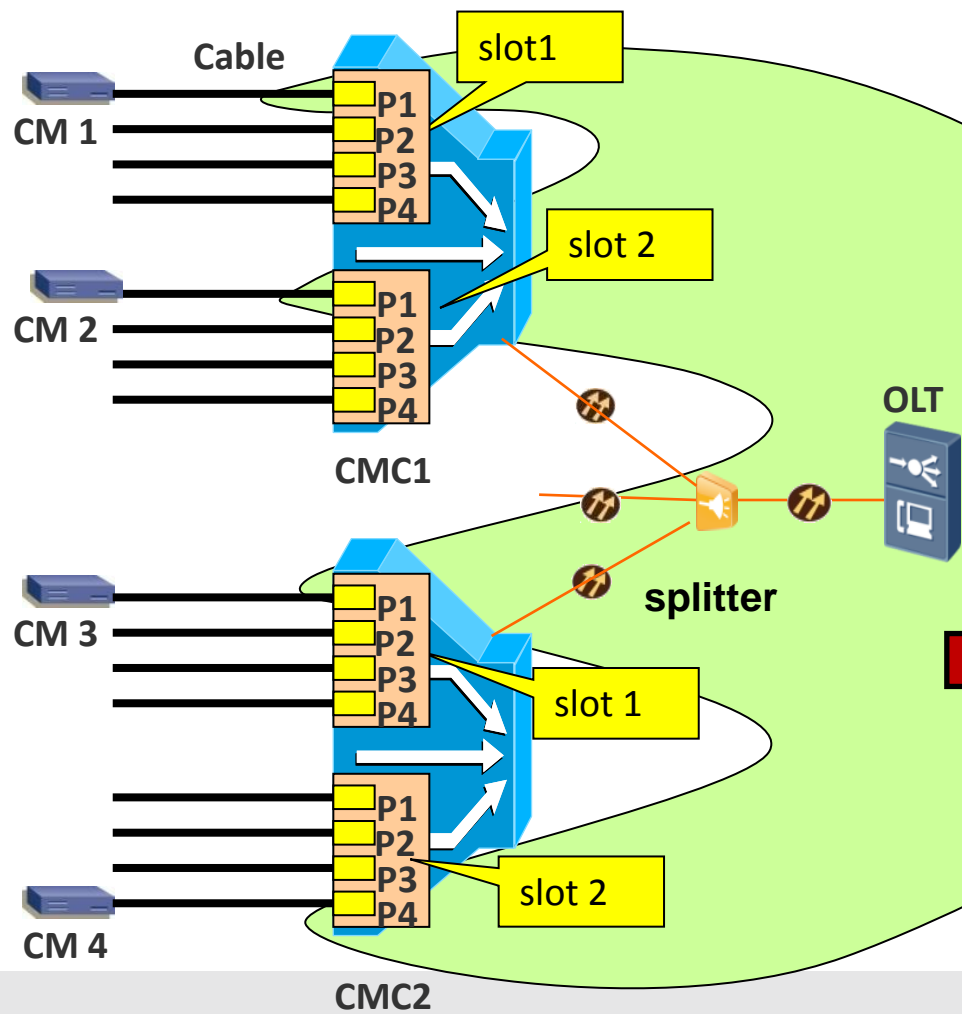 Cable
slot1
CM 1
P1
P2
P3
P4
slot 2
CM 2
P1
P2
P3
P4
CMC1
OLT
splitter
CM 3
P1
P2
P3
P4
slot 1
P1
P2
P3
P4
slot 2
CM 4
CMC2